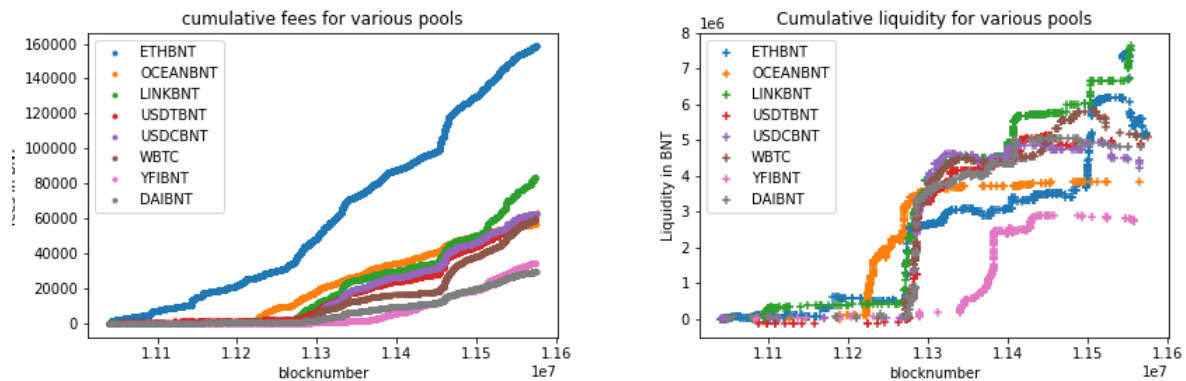 cumulative fees for various pools
160000
140000
120000
100000
80000
60000
40000
20000
0
ETHBNT
OCEANBNT
LINKBNT
USDTBNT
USDCBNT
WBTC
YFIBNT
DAIBNT
1.11 1.12 1.13 1.14 1.15 1.16
blocknumber
1e7
Cumulative liquidity for various pools
1e6
Liquidity in BNT
8
7
6
5
4
3
2
1
0
ETHBNT
OCEANBNT
LINKBNT
USDTBNT
USDCBNT
WBTC
YFIBNT
DAIBNT
1.11 1.12 1.13 1.14 1.15 1.16
blocknumber
1e7